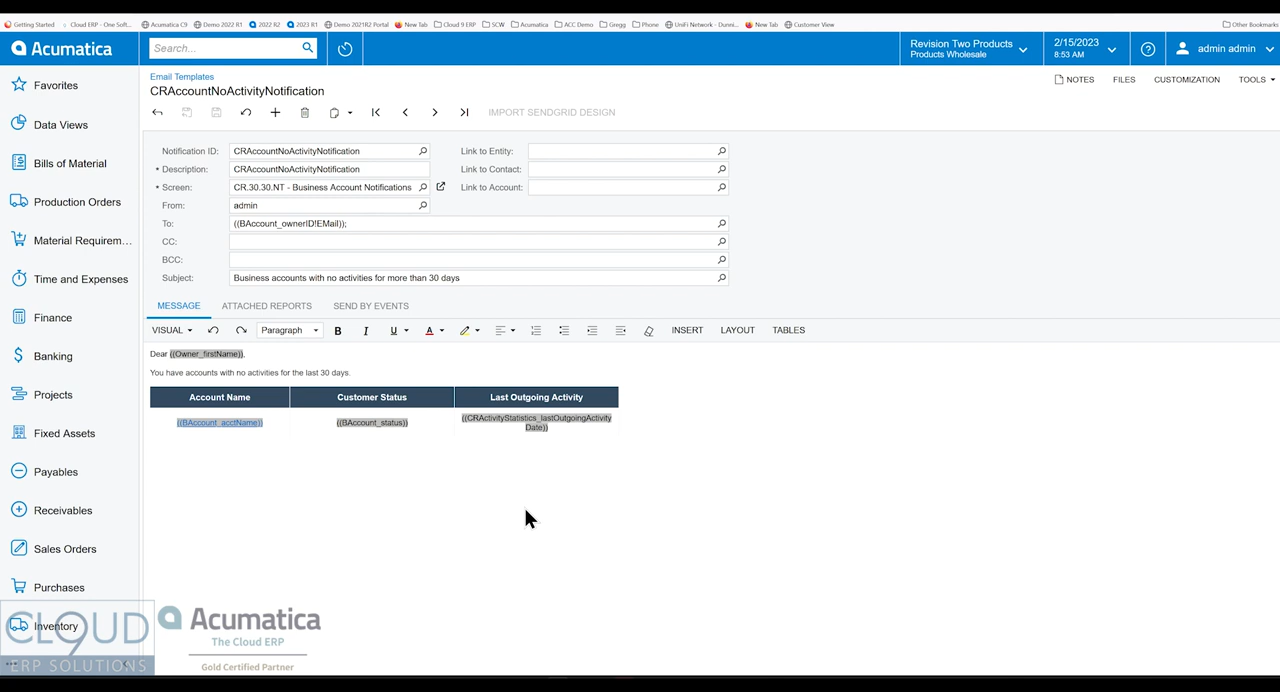 Getting Started
Cloud ERP - One Soft...
Acumatica C9
Demo 2022 R1
2022 R2
2023 R1
Demo 2021R2 Portal
New Tab
Cloud 9 ERP
SCW
Acumatica
ACC Demo
Gregg
Phone
UniFi Network - Dunni...
New Tab
Customer View
Other Bookmarks
Acumatica
Search...
Revision Two Products
Products Wholesale
2/15/2023
8:53 AM
admin admin
Favorites
Data Views
Bills of Material
Production Orders
Material Requirem...
Time and Expenses
Finance
Banking
Projects
Fixed Assets
Payables
Receivables
Sales Orders
Purchases
Inventory
Email Templates
CRAccountNoActivityNotification
NOTES FILES CUSTOMIZATION TOOLS
IMPORT SENDGRID DESIGN
Notification ID: CRAccountNoActivityNotification Link to Entity:
• Description: CRAccountNoActivityNotification Link to Contact:
• Screen: CR.30.30.NT - Business Account Notifications Link to Account:
From: admin
To: ((BAccount_ownerID!EMail));
CC:
BCC:
Subject: Business accounts with no activities for more than 30 days
MESSAGE ATTACHED REPORTS SEND BY EVENTS
VISUAL Paragraph B I U A INSERT LAYOUT TABLES
Dear ((Owner_firstName)),
You have accounts with no activities for the last 30 days.
Account Name Customer Status Last Outgoing Activity
((BAccount_acctName)) ((BAccount_status)) ((CRActivityStatistics_lastOutgoingActivity
Date))
CLOUD 9
ERP SOLUTIONS
Acumatica
The Cloud ERP
Gold Certified Partner